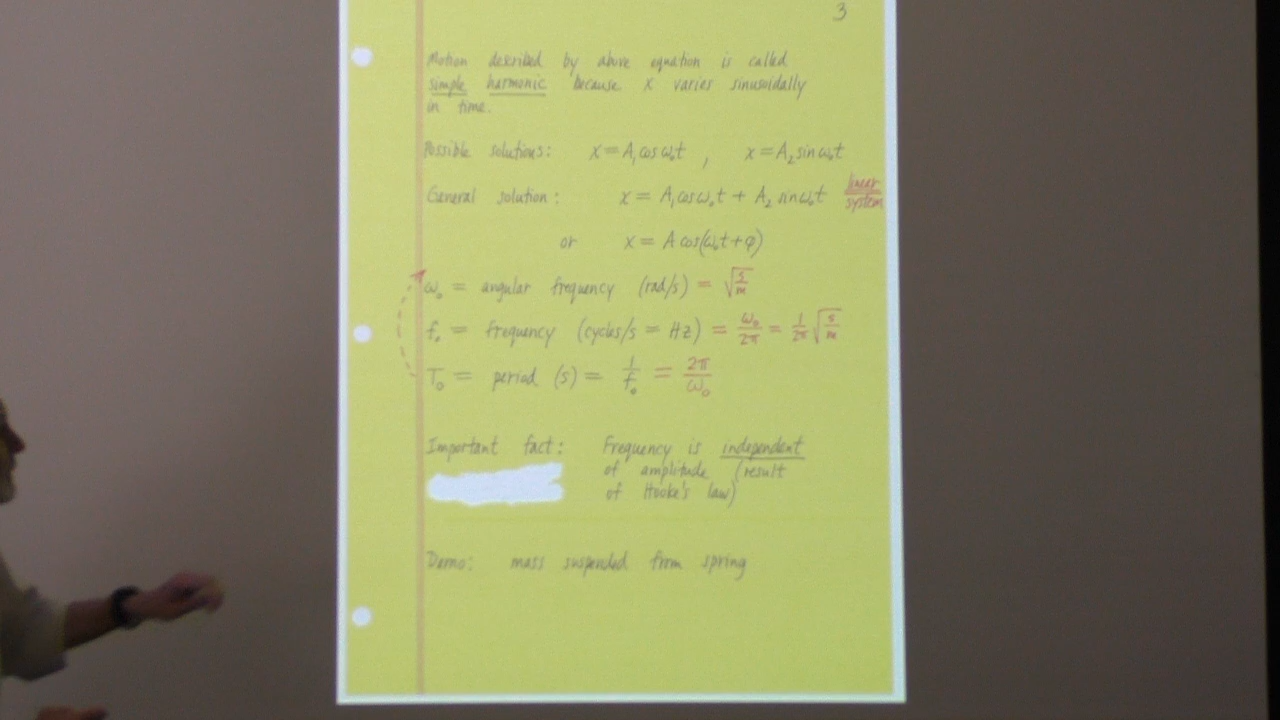 3
Motion described by above equation is called
simple harmonic because x varies sinusoidally
in time.
Possible solutions: x = A₁ cos ω₀t , x = A₂ sin ω₀t
General solution: x = A₁ cos ω₀t + A₂ sin ω₀t linear system
or x = A cos(ω₀t + φ)
ω₀ = angular frequency (rad/s) = √(s/m)
f₀ = frequency (cycles/s = Hz) = ω₀/2π = 1/2π √(s/m)
T₀ = period (s) = 1/f₀ = 2π/ω₀
Important fact: Frequency is independent
of amplitude (result
of Hooke's law)
Demo: mass suspended from spring